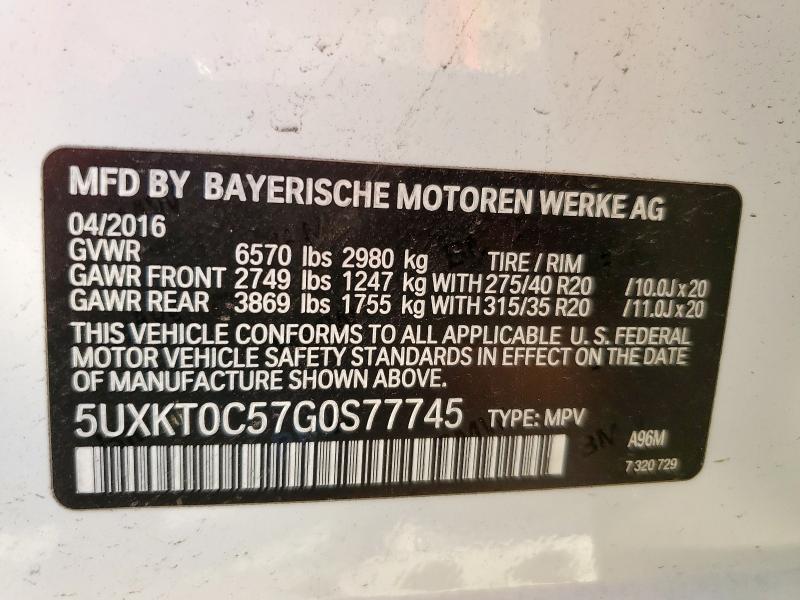 MFD BY BAYERISCHE MOTOREN WERKE AG
04/2016
GVWR 6570 lbs 2980 kg TIRE / RIM
GAWR FRONT 2749 lbs 1247 kg WITH 275/40 R20 /10.0J x 20
GAWR REAR 3869 lbs 1755 kg WITH 315/35 R20 /11.0J x 20
THIS VEHICLE CONFORMS TO ALL APPLICABLE U. S. FEDERAL
MOTOR VEHICLE SAFETY STANDARDS IN EFFECT ON THE DATE
OF MANUFACTURE SHOWN ABOVE.
5UXKT0C57G0S77745 TYPE: MPV
A96M
7 320 729